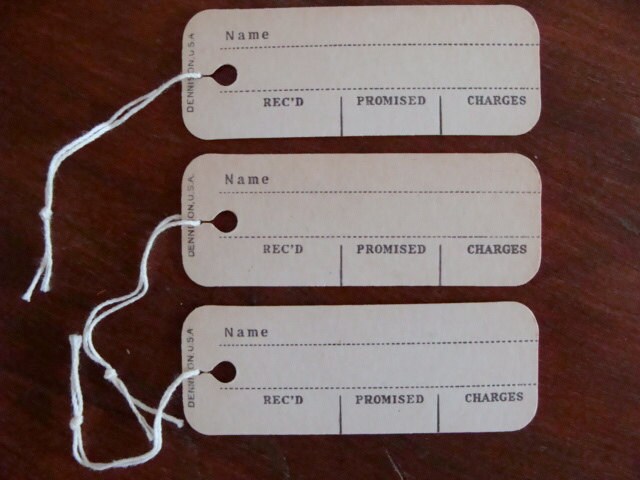 DENNISON, U.S.A.
Name
REC'D PROMISED CHARGES
DENNISON, U.S.A.
Name
REC'D PROMISED CHARGES
DENNISON U.S.A
Name
REC'D PROMISED CHARGES